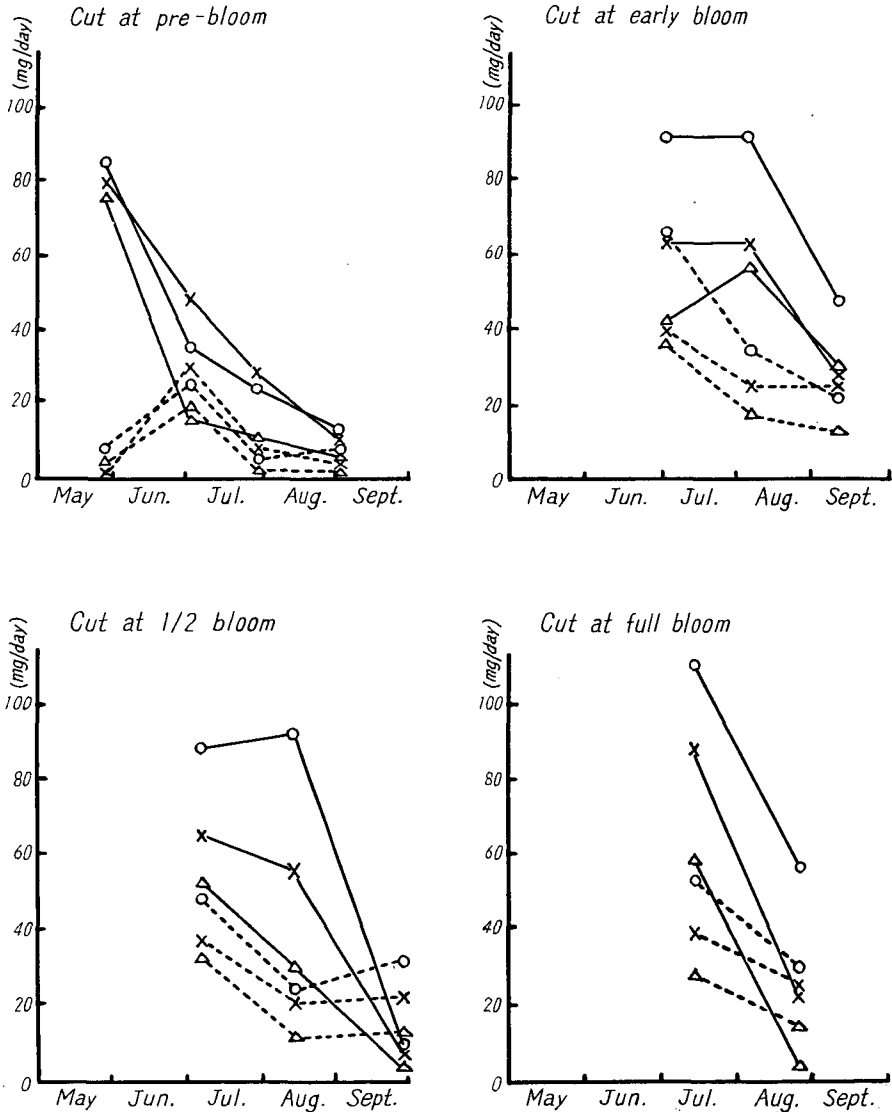 Cut at pre-bloom
(mg/day)
100
80
60
40
20
0
May Jun. Jul. Aug. Sept.
Cut at early bloom
(mg/day)
100
80
60
40
20
0
May Jun. Jul. Aug. Sept.
Cut at 1/2 bloom
(mg/day)
100
80
60
40
20
0
May Jun. Jul. Aug. Sept.
Cut at full bloom
(mg/day)
100
80
60
40
20
0
May Jun. Jul. Aug. Sept.